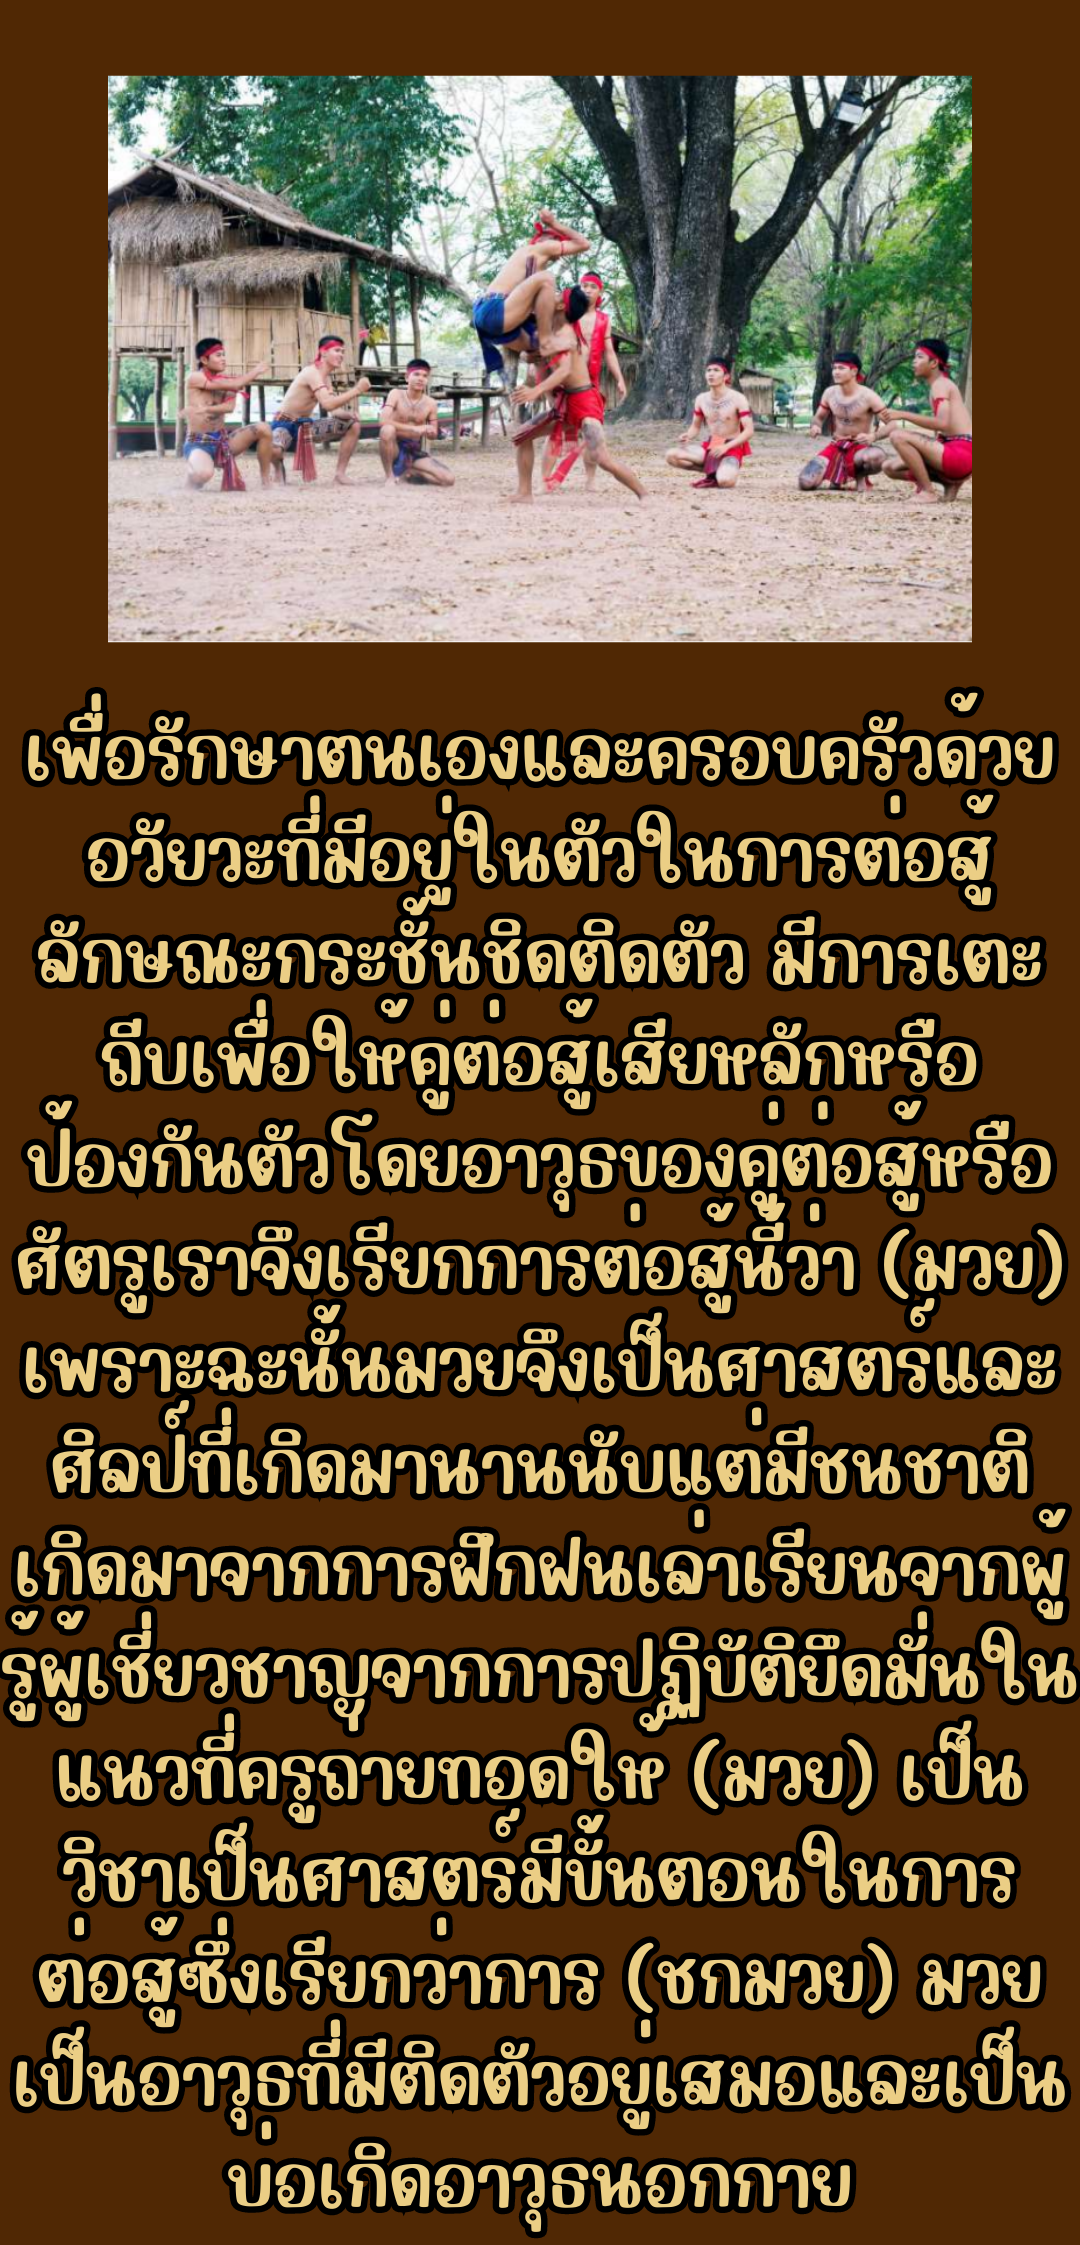 เพื่อรักษาตนเองและครอบครัวด้วย
อวัยวะที่มีอยู่ในตัวในการต่อสู้
ลักษณะกระชั้นชิดติดตัว มีการเตะ
ถีบเพื่อให้คู่ต่อสู้เสียหลักหรือ
ป้องกันตัวโดยอาวุธของคู่ต่อสู้หรือ
ศัตรูเราจึงเรียกการต่อสู้นี้ว่า (มวย)
เพราะฉะนั้นมวยจึงเป็นศาสตร์และ
ศิลป์ที่เกิดมานานนับแต่มีชนชาติ
เกิดมาจากการฝึกฝนเล่าเรียนจากผู้
รู้ผู้เชี่ยวชาญจากการปฏิบัติยึดมั่นใน
แนวที่ครูถ่ายทอดให้ (มวย) เป็น
วิชาเป็นศาสตร์มีขั้นตอนในการ
ต่อสู้ซึ่งเรียกว่าการ (ชกมวย) มวย
เป็นอาวุธที่มีติดตัวอยู่เสมอและเป็น
บ่อเกิดอาวุธนอกกาย